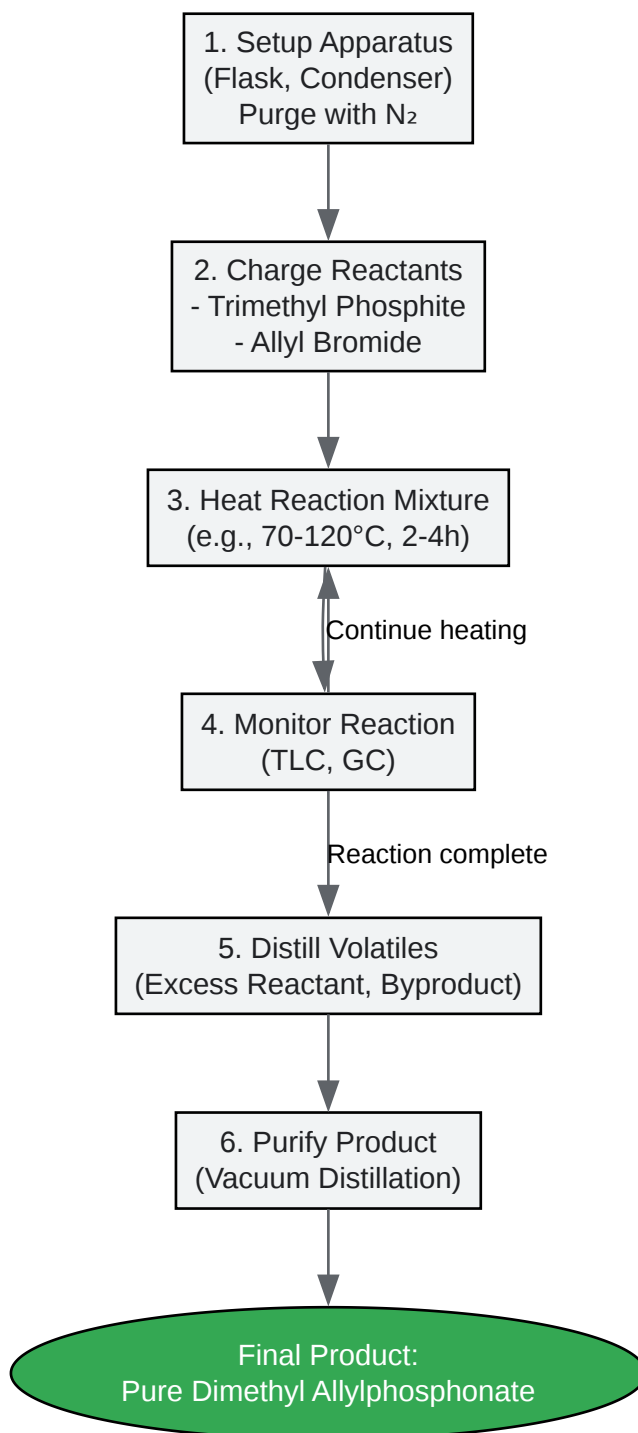 1. Setup Apparatus
(Flask, Condenser)
Purge with N₂
2. Charge Reactants
- Trimethyl Phosphite
- Allyl Bromide
3. Heat Reaction Mixture
(e.g., 70-120°C, 2-4h)
Continue heating
4. Monitor Reaction
(TLC, GC)
Reaction complete
5. Distill Volatiles
(Excess Reactant, Byproduct)
6. Purify Product
(Vacuum Distillation)
Final Product:
Pure Dimethyl Allylphosphonate